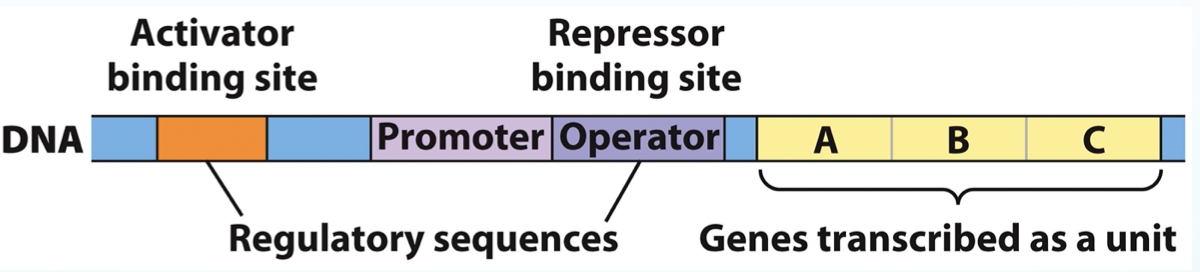 Activator
binding site
Repressor
binding site
DNA
Promoter
Operator
A
B
C
Regulatory sequences
Genes transcribed as a unit